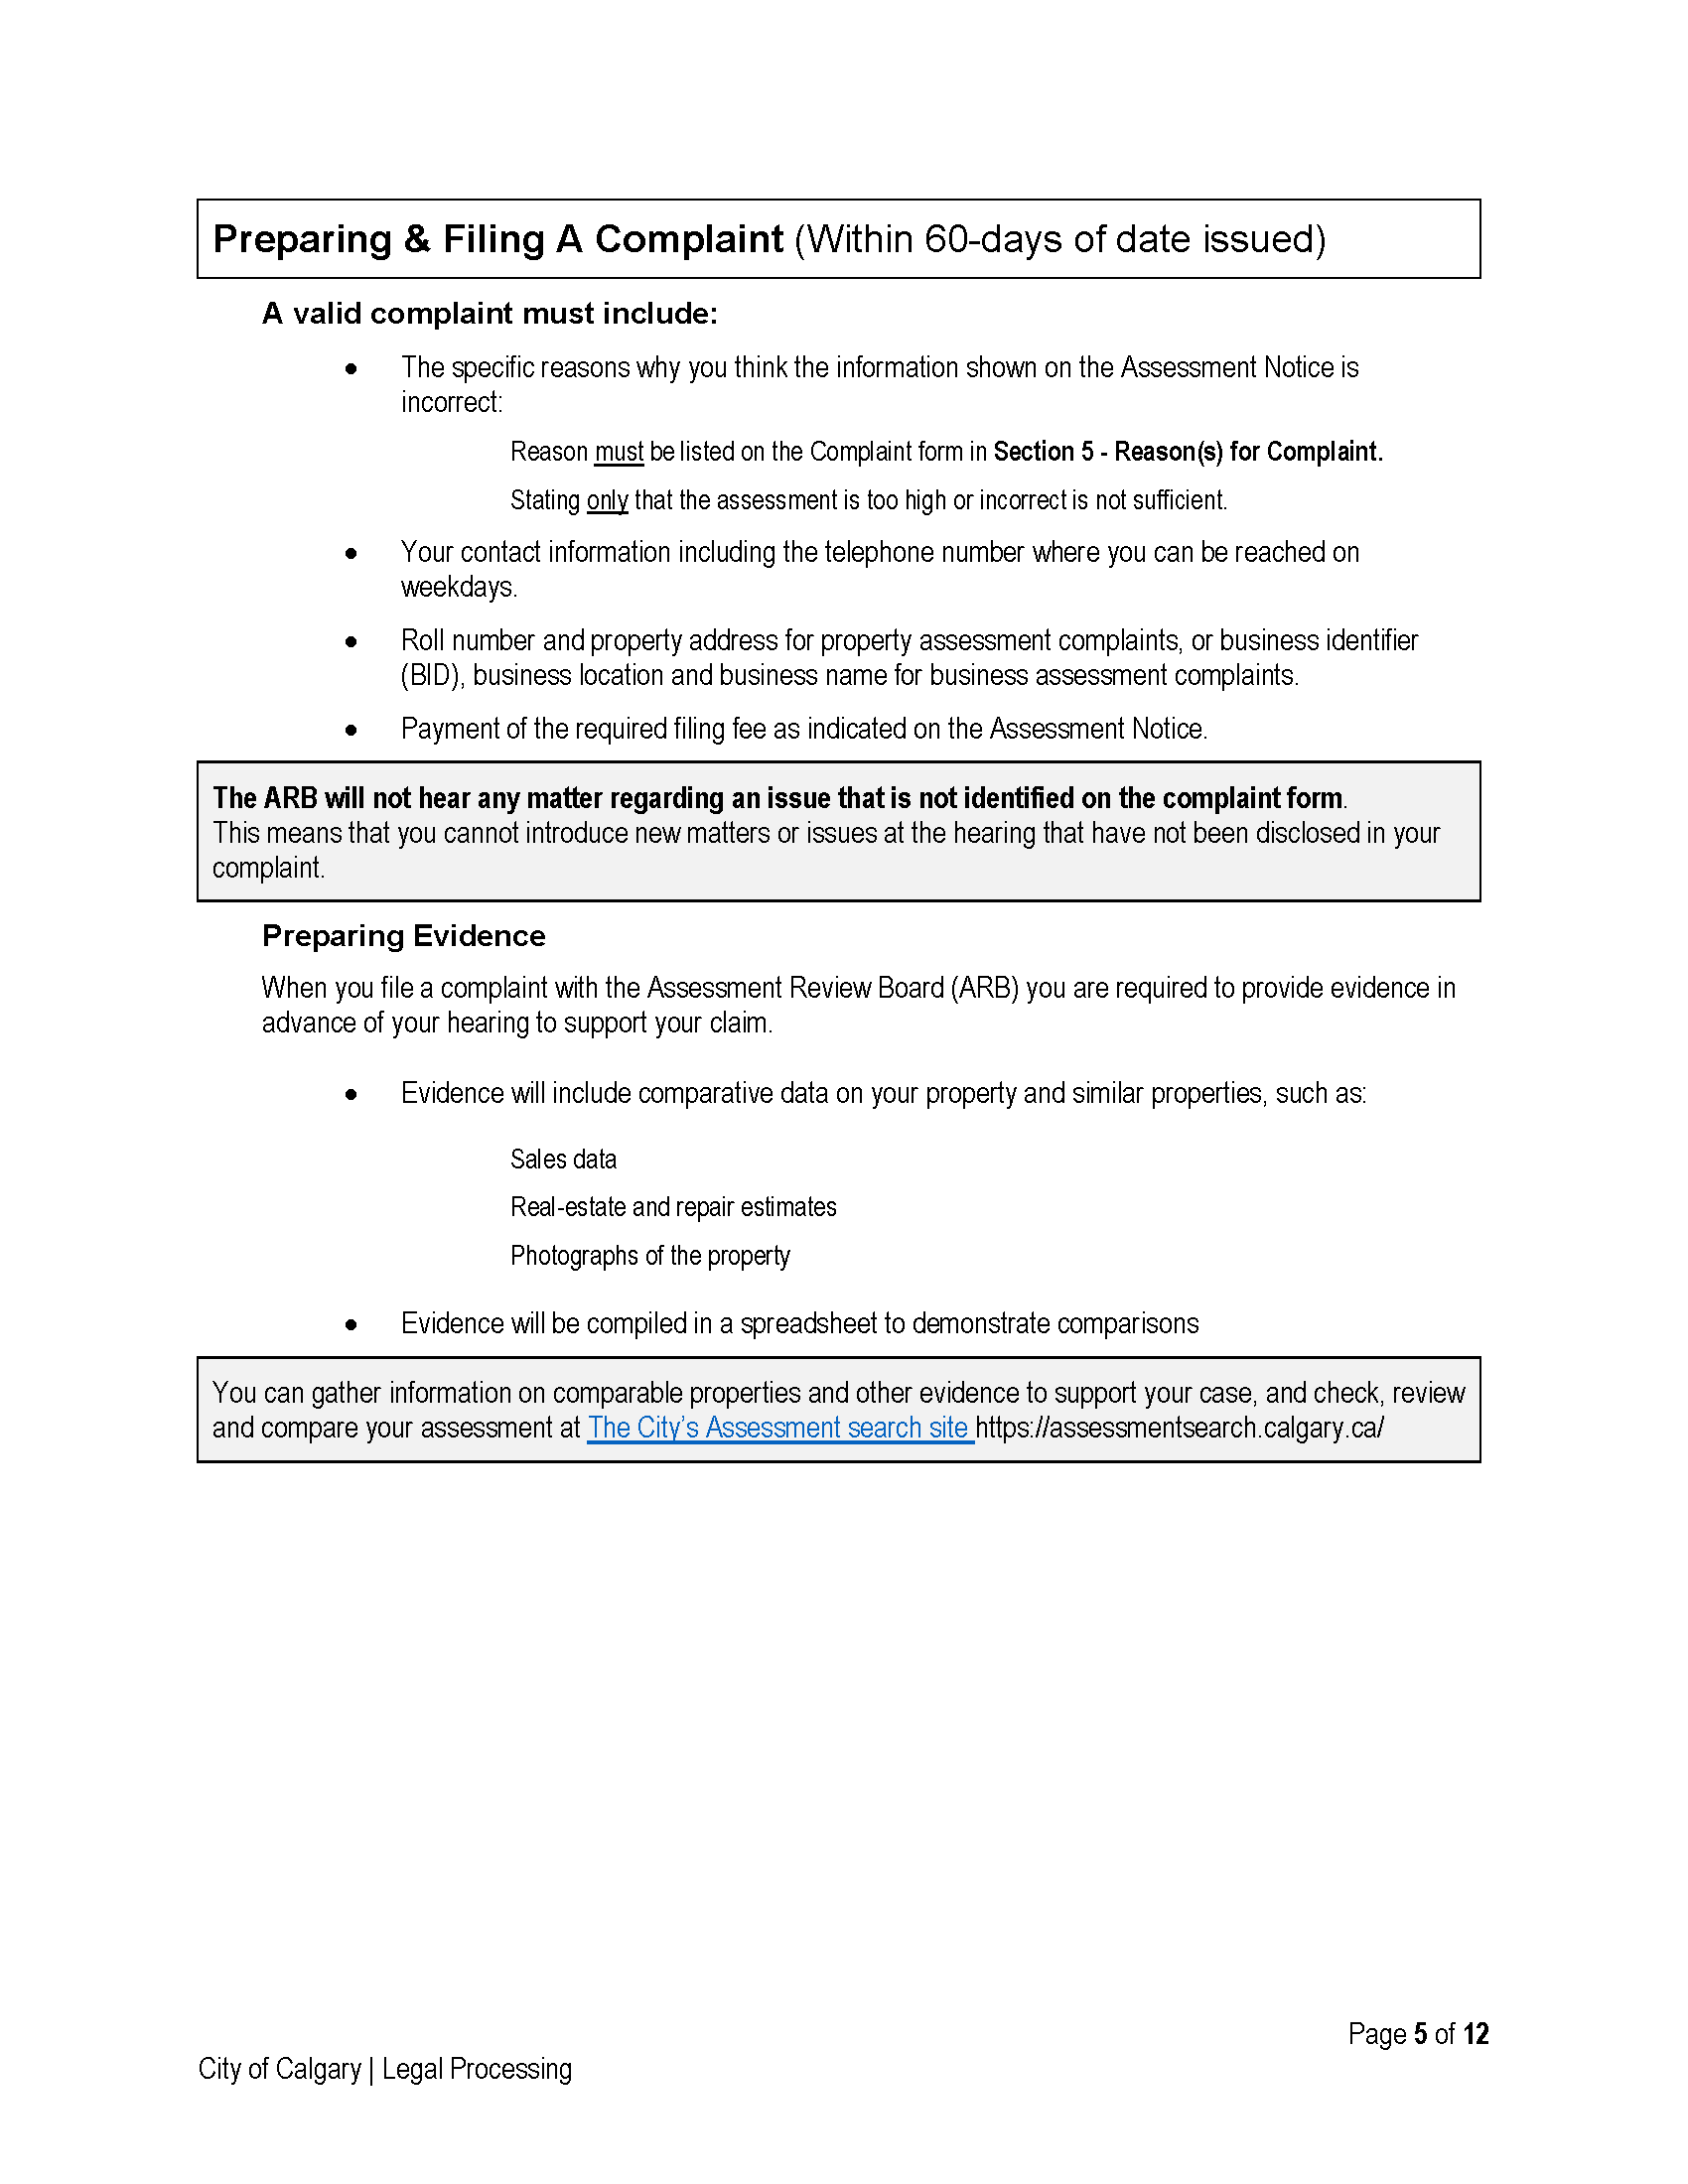 Preparing & Filing A Complaint (Within 60-days of date issued)
A valid complaint must include:
• The specific reasons why you think the information shown on the Assessment Notice is
incorrect:
Reason must be listed on the Complaint form in Section 5 - Reason(s) for Complaint.
Stating only that the assessment is too high or incorrect is not sufficient.
• Your contact information including the telephone number where you can be reached on
weekdays.
• Roll number and property address for property assessment complaints, or business identifier
(BID), business location and business name for business assessment complaints.
• Payment of the required filing fee as indicated on the Assessment Notice.
The ARB will not hear any matter regarding an issue that is not identified on the complaint form.
This means that you cannot introduce new matters or issues at the hearing that have not been disclosed in your
complaint.
Preparing Evidence
When you file a complaint with the Assessment Review Board (ARB) you are required to provide evidence in
advance of your hearing to support your claim.
• Evidence will include comparative data on your property and similar properties, such as:
Sales data
Real-estate and repair estimates
Photographs of the property
• Evidence will be compiled in a spreadsheet to demonstrate comparisons
You can gather information on comparable properties and other evidence to support your case, and check, review
and compare your assessment at The City’s Assessment search site https://assessmentsearch.calgary.ca/
Page 5 of 12
City of Calgary | Legal Processing